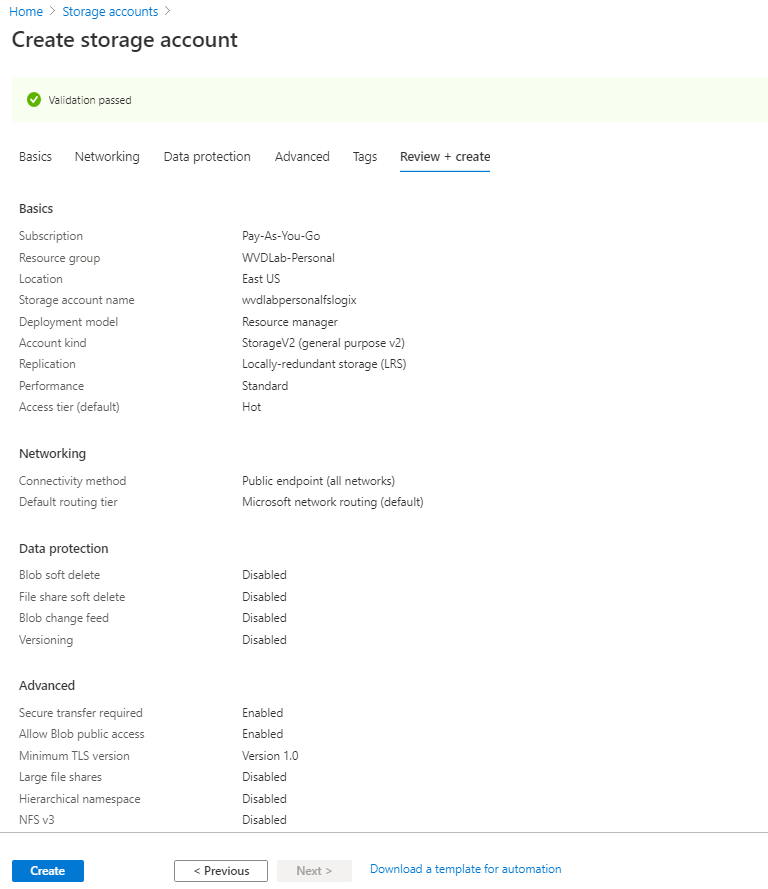 Home > Storage accounts >
Create storage account
Validation passed
Basics Networking Data protection Advanced Tags Review + create
Basics
Subscription Pay-As-You-Go
Resource group WVDLab-Personal
Location East US
Storage account name wvdlabpersonalfslogix
Deployment model Resource manager
Account kind StorageV2 (general purpose v2)
Replication Locally-redundant storage (LRS)
Performance Standard
Access tier (default) Hot
Networking
Connectivity method Public endpoint (all networks)
Default routing tier Microsoft network routing (default)
Data protection
Blob soft delete Disabled
File share soft delete Disabled
Blob change feed Disabled
Versioning Disabled
Advanced
Secure transfer required Enabled
Allow Blob public access Enabled
Minimum TLS version Version 1.0
Large file shares Disabled
Hierarchical namespace Disabled
NFS v3 Disabled
Create < Previous Next > Download a template for automation